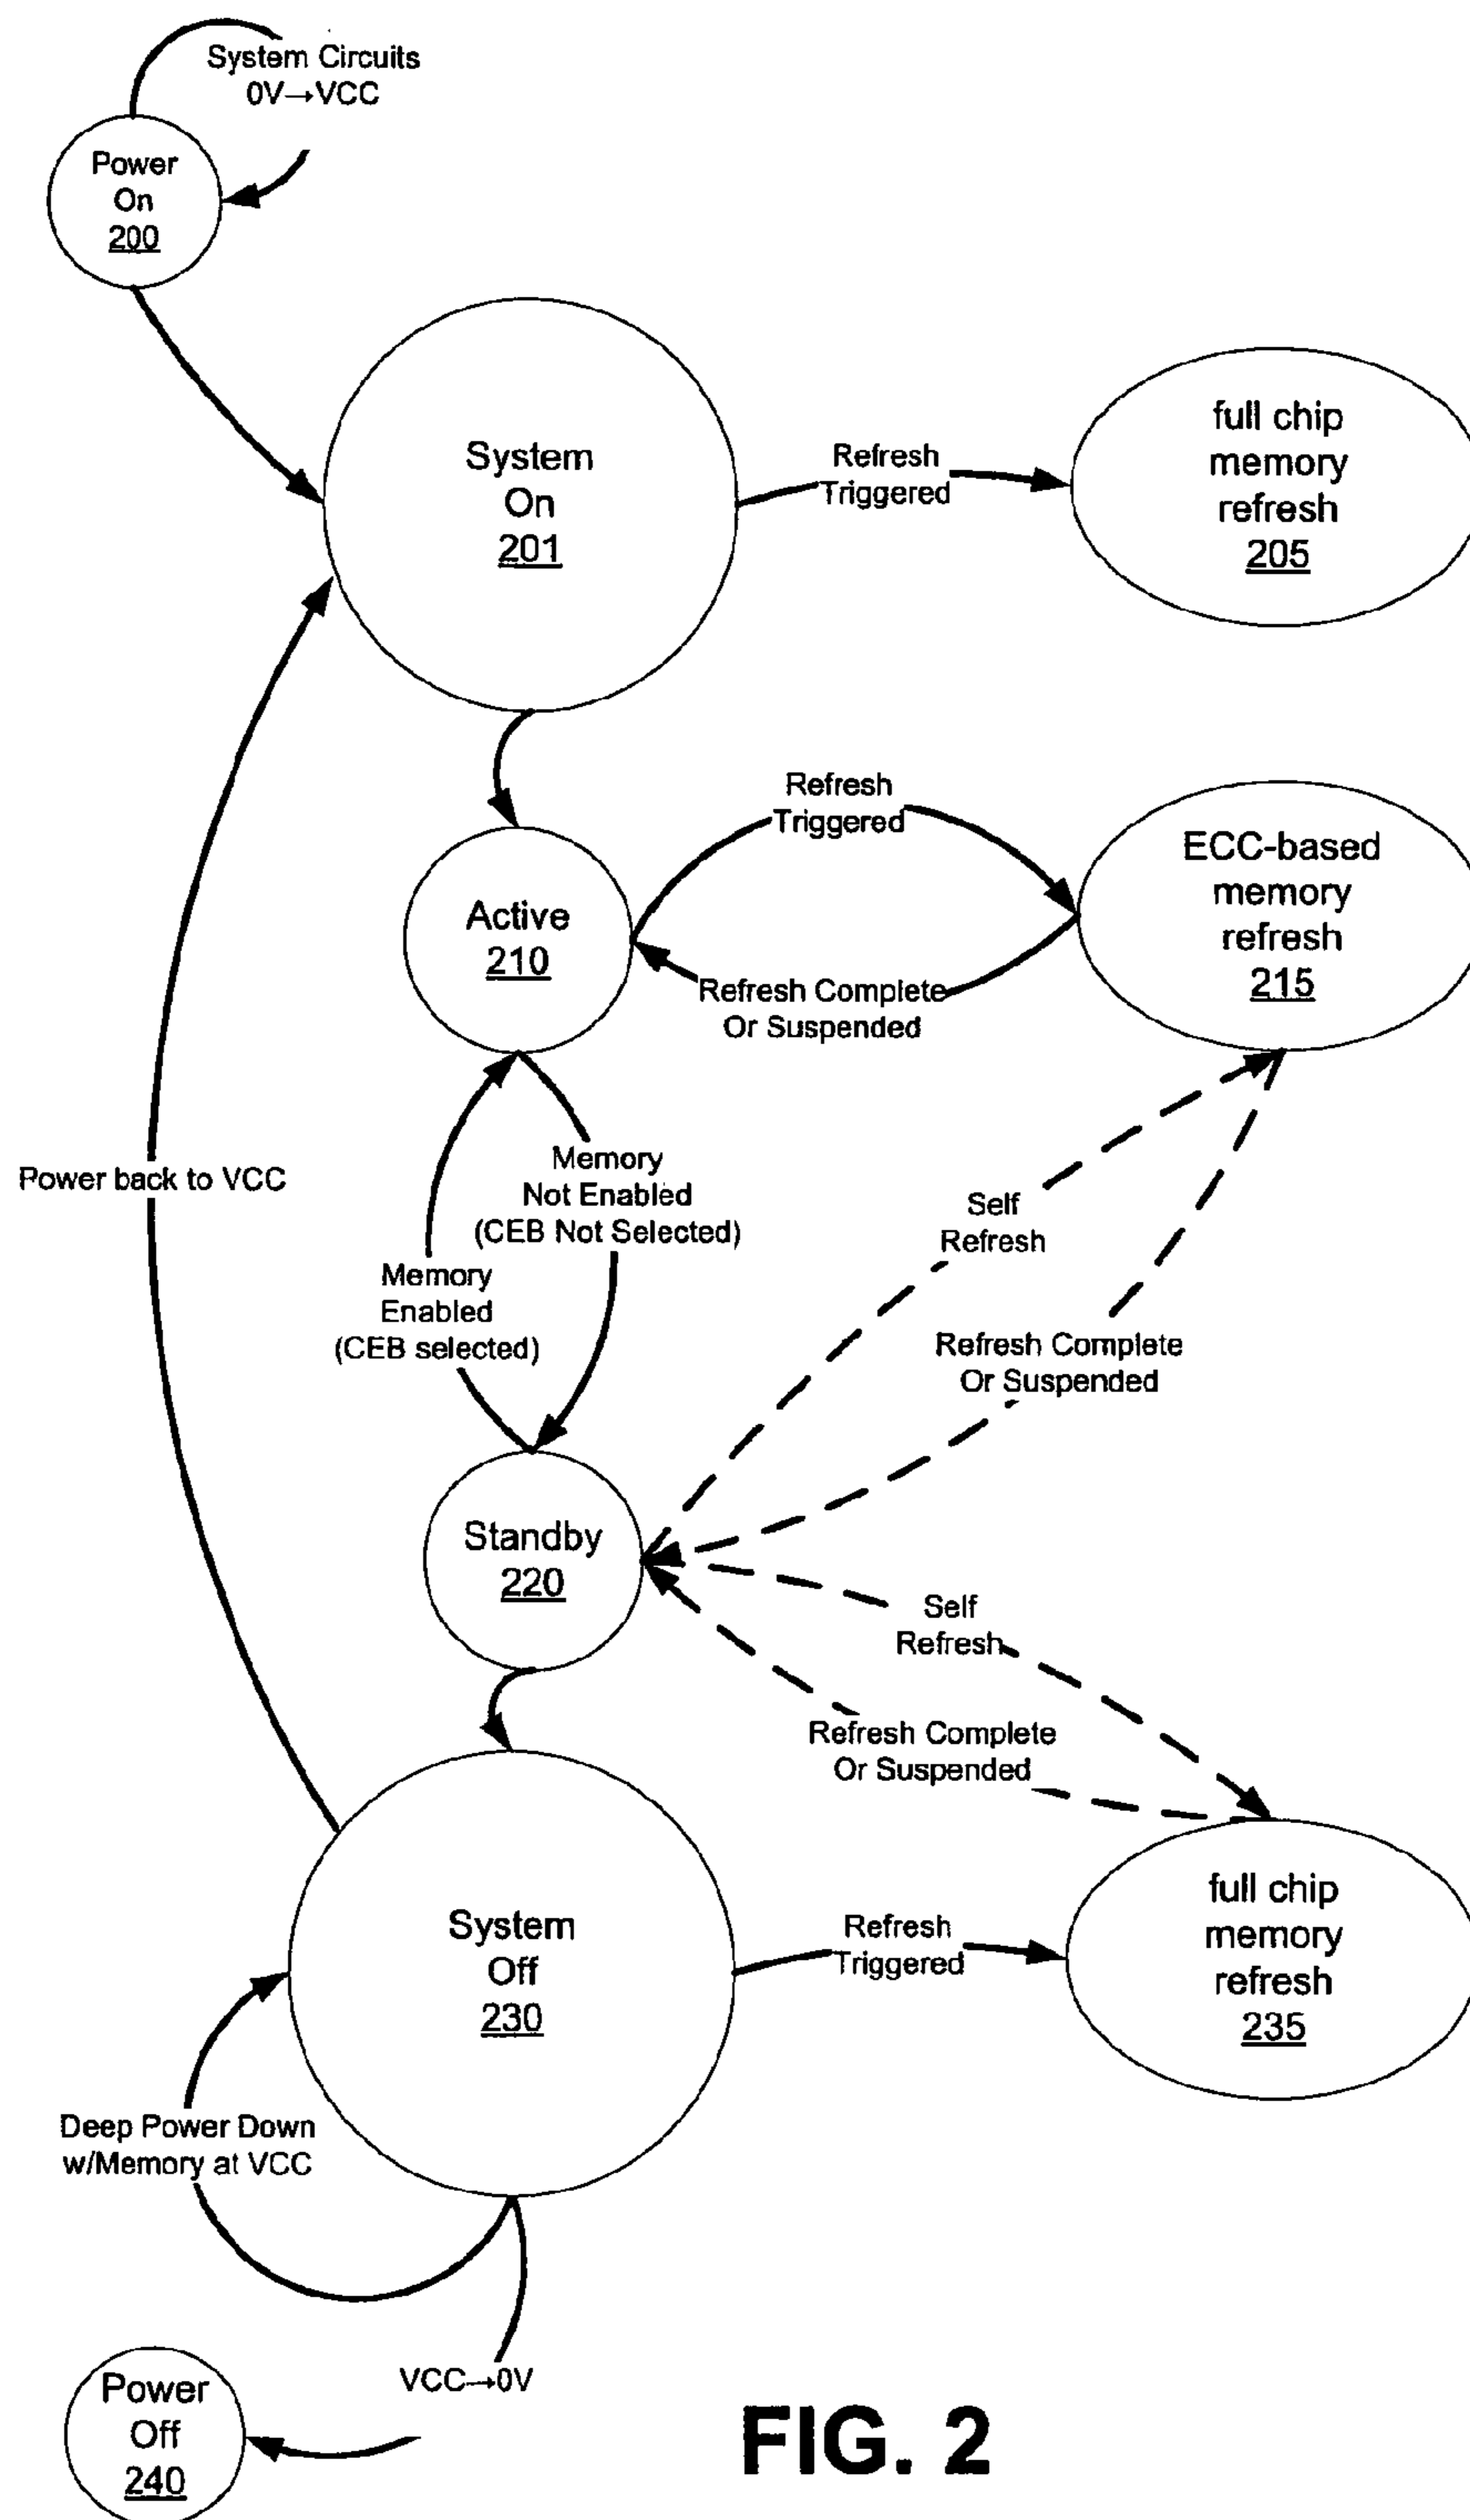 System Circuits
0V→VCC
Power
On
200
System
On
201
Refresh
Triggered
full chip
memory
refresh
205
Refresh
Triggered
ECC-based
memory
refresh
215
Active
210
Refresh Complete
Or Suspended
Memory
Not Enabled
(CEB Not Selected)
Power back to VCC
Self
Refresh
Memory
Enabled
(CEB selected)
Refresh Complete
Or Suspended
Standby
220
Self
Refresh
Refresh Complete
Or Suspended
System
Off
230
Refresh
Triggered
full chip
memory
refresh
235
Deep Power Down
w/Memory at VCC
VCC→0V
Power
Off
240
FIG. 2